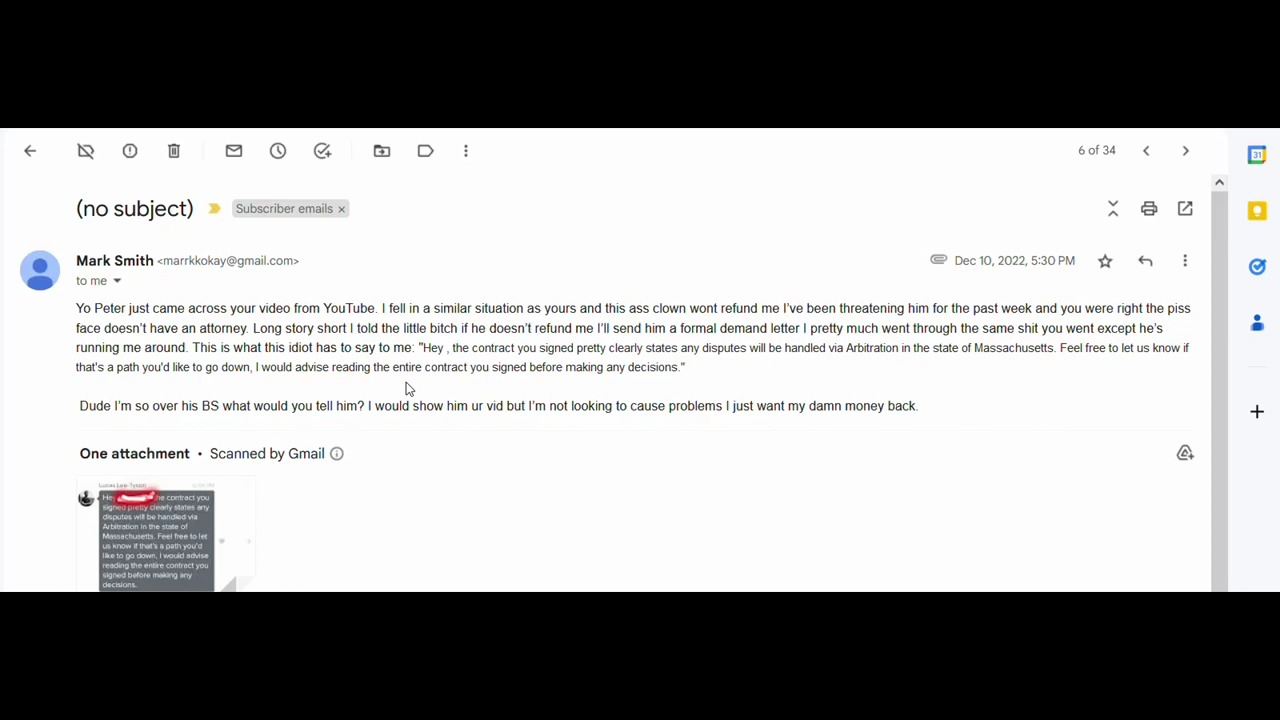 6 of 34
31
(no subject)
Subscriber emails ×
Mark Smith <marrkkokay@gmail.com>
Dec 10, 2022, 5:30 PM
to me
Yo Peter just came across your video from YouTube. I fell in a similar situation as yours and this ass clown wont refund me I've been threatening him for the past week and you were right the piss
face doesn't have an attorney. Long story short I told the little bitch if he doesn't refund me I'll send him a formal demand letter I pretty much went through the same shit you went except he's
running me around. This is what this idiot has to say to me: "Hey , the contract you signed pretty clearly states any disputes will be handled via Arbitration in the state of Massachusetts. Feel free to let us know if
that's a path you'd like to go down, I would advise reading the entire contract you signed before making any decisions."
Dude I'm so over his BS what would you tell him? I would show him ur vid but I'm not looking to cause problems I just want my damn money back.
One attachment • Scanned by Gmail
Lucas Lee-Tyson
Hey the contract you
signed pretty clearly states any
disputes will be handled via
Arbitration in the state of
Massachusetts. Feel free to let
us know if that's a path you'd
like to go down, I would advise
reading the entire contract you
signed before making any
decisions.